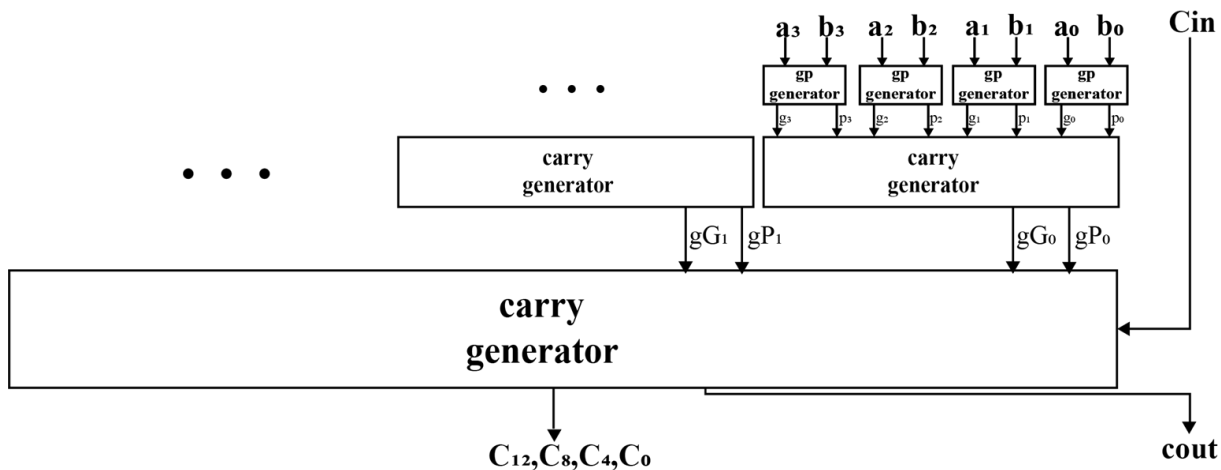 a₃ b₃ a₂ b₂ a₁ b₁ a₀ b₀ Cin
gp gp gp gp
generator generator generator generator
• • •
g₃ p₃ g₂ p₂ g₁ p₁ g₀ p₀
carry carry
generator generator
• • •
gG₁ gP₁ gG₀ gP₀
carry
generator
C₁₂,C₈,C₄,C₀ cout